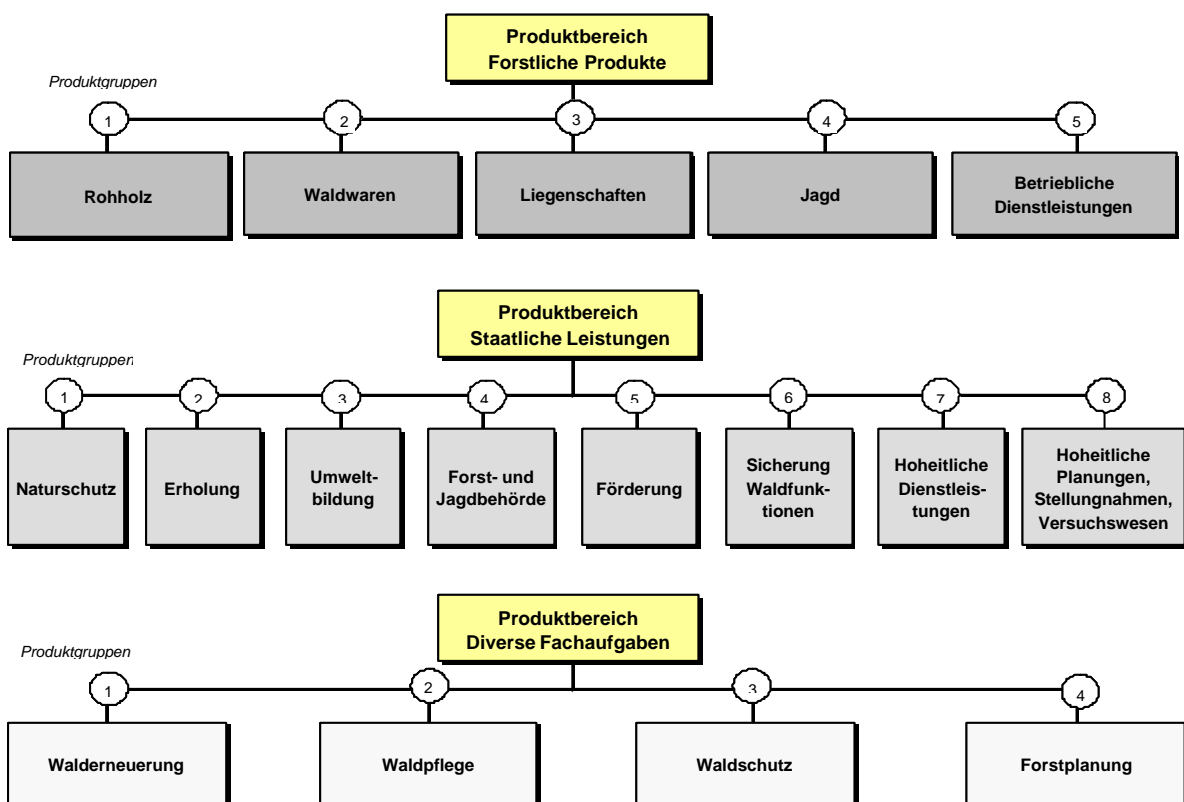 Produktbereich
Forstliche Produkte
Produktgruppen
1
2
3
4
5
Rohholz
Waldwaren
Liegenschaften
Jagd
Betriebliche
Dienstleistungen
Produktbereich
Staatliche Leistungen
Produktgruppen
1
2
3
4
5
6
7
8
Naturschutz
Erholung
Umwelt-
bildung
Forst- und
Jagdbehörde
Förderung
Sicherung
Waldfunk-
tionen
Hoheitliche
Dienstleis-
tungen
Hoheitliche
Planungen,
Stellungnahmen,
Versuchswesen
Produktbereich
Diverse Fachaufgaben
Produktgruppen
1
2
3
4
Walderneuerung
Waldpflege
Waldschutz
Forstplanung